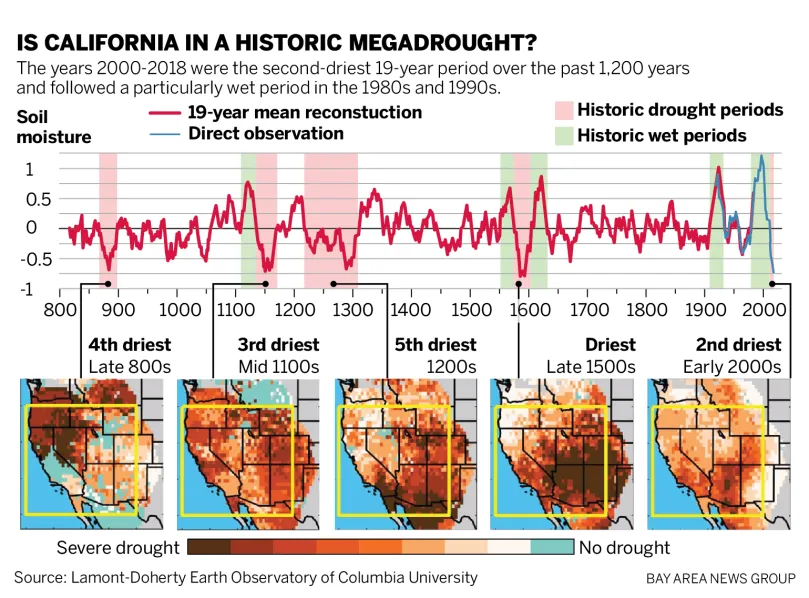 IS CALIFORNIA IN A HISTORIC MEGADROUGHT?
The years 2000-2018 were the second-driest 19-year period over the past 1,200 years
and followed a particularly wet period in the 1980s and 1990s.
Soil
moisture
19-year mean reconstuction
Direct observation
Historic drought periods
Historic wet periods
1
0.5
0
-0.5
-1
800 900 1000 1100 1200 1300 1400 1500 1600 1700 1800 1900 2000
4th driest
Late 800s
3rd driest
Mid 1100s
5th driest
1200s
Driest
Late 1500s
2nd driest
Early 2000s
Severe drought
No drought
Source: Lamont-Doherty Earth Observatory of Columbia University
BAY AREA NEWS GROUP